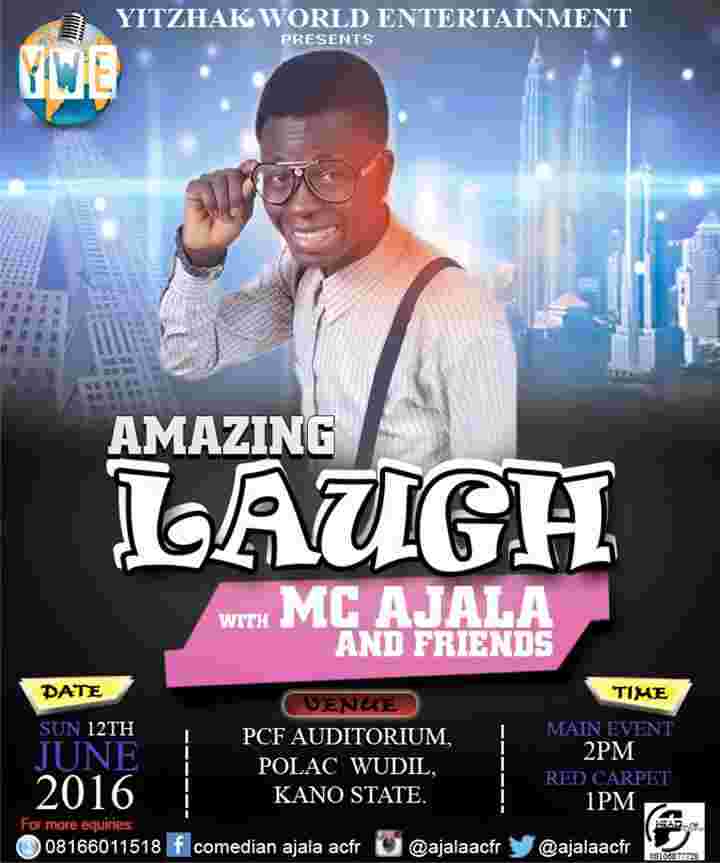 YITZHAK WORLD ENTERTAINMENT
PRESENTS
YWE
AMAZING
LAUGH
WITH MC AJALA
AND FRIENDS
DATE
SUN 12TH
JUNE
2016
VENUE
PCF AUDITORIUM,
POLAC WUDIL,
KANO STATE.
TIME
MAIN EVENT
2PM
RED CARPET
1PM
For more equiries:
08166011518 comedian ajala acfr @ajalaacfr @ajalaacfr